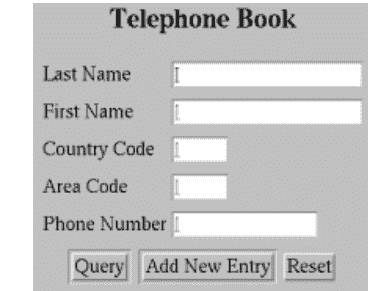 Telephone Book
Last Name
First Name
Country Code
Area Code
Phone Number
Query Add New Entry Reset